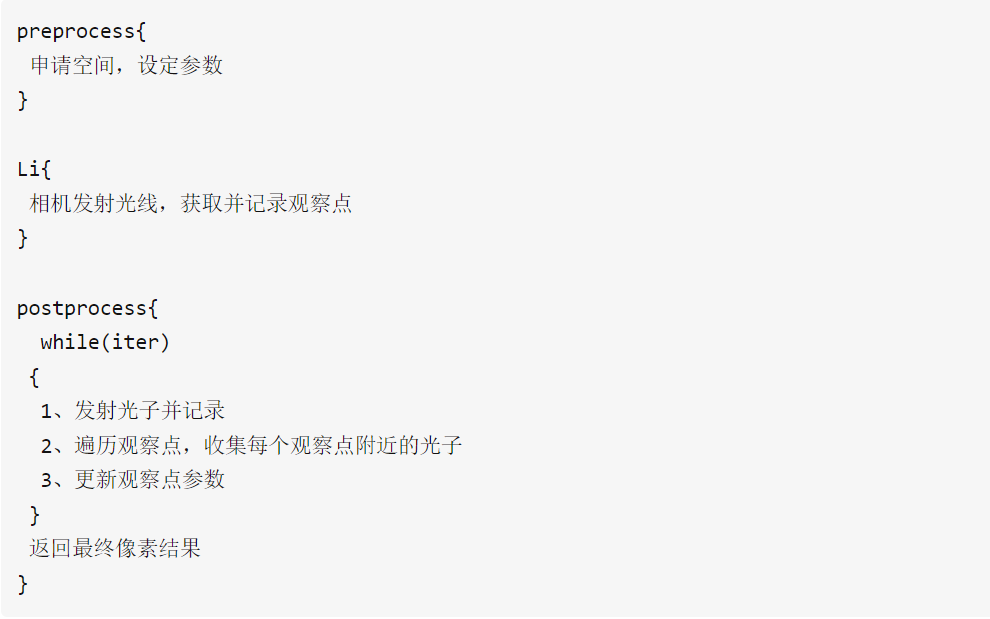 preprocess{
申请空间，设定参数
}
Li{
相机发射光线，获取并记录观察点
}
postprocess{
while(iter)
{
1、发射光子并记录
2、遍历观察点，收集每个观察点附近的光子
3、更新观察点参数
}
返回最终像素结果
}